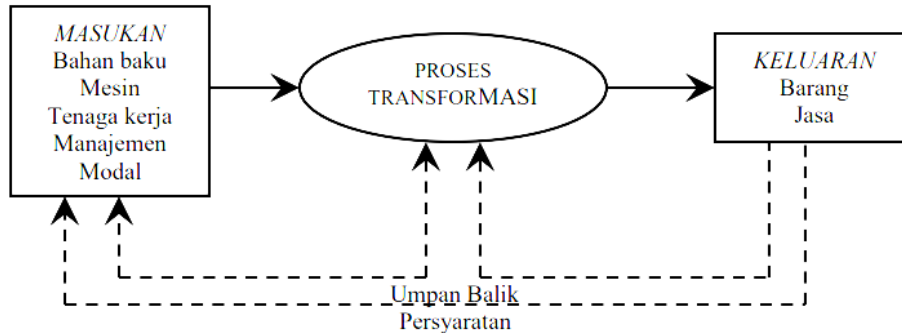 MASUKAN
Bahan baku
Mesin
Tenaga kerja
Manajemen
Modal
PROSES
TRANSFORMASI
KELUARAN
Barang
Jasa
Umpan Balik
Persyaratan